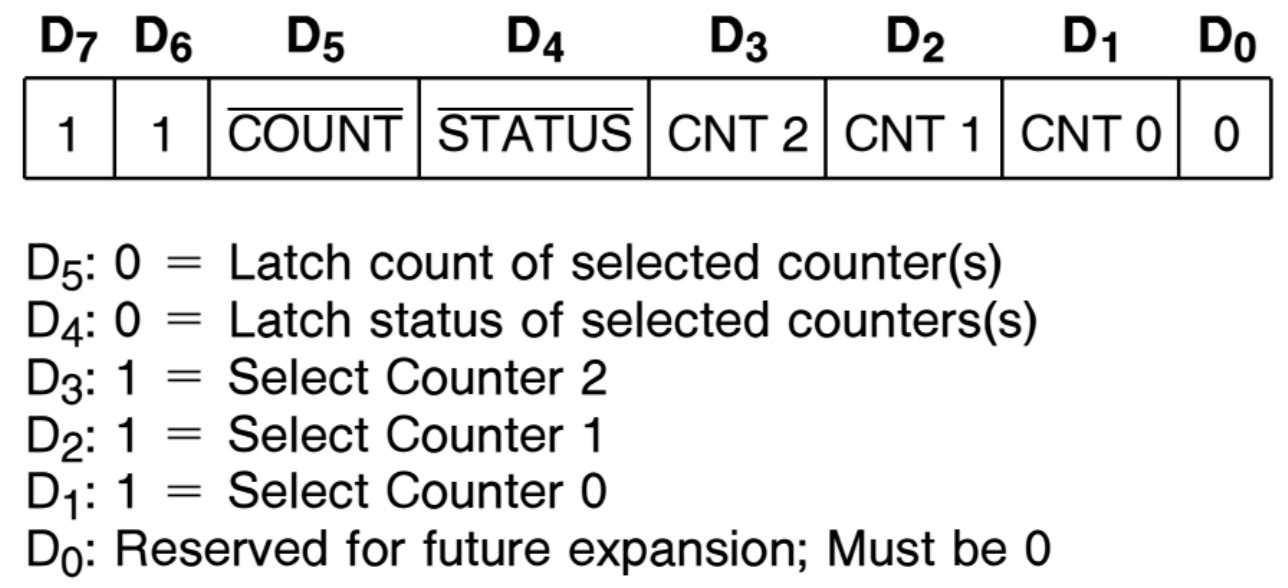 D7 D6 D5 D4 D3 D2 D1 D0
1 1 COUNT STATUS CNT 2 CNT 1 CNT 0 0
D5: 0 = Latch count of selected counter(s)
D4: 0 = Latch status of selected counters(s)
D3: 1 = Select Counter 2
D2: 1 = Select Counter 1
D1: 1 = Select Counter 0
D0: Reserved for future expansion; Must be 0